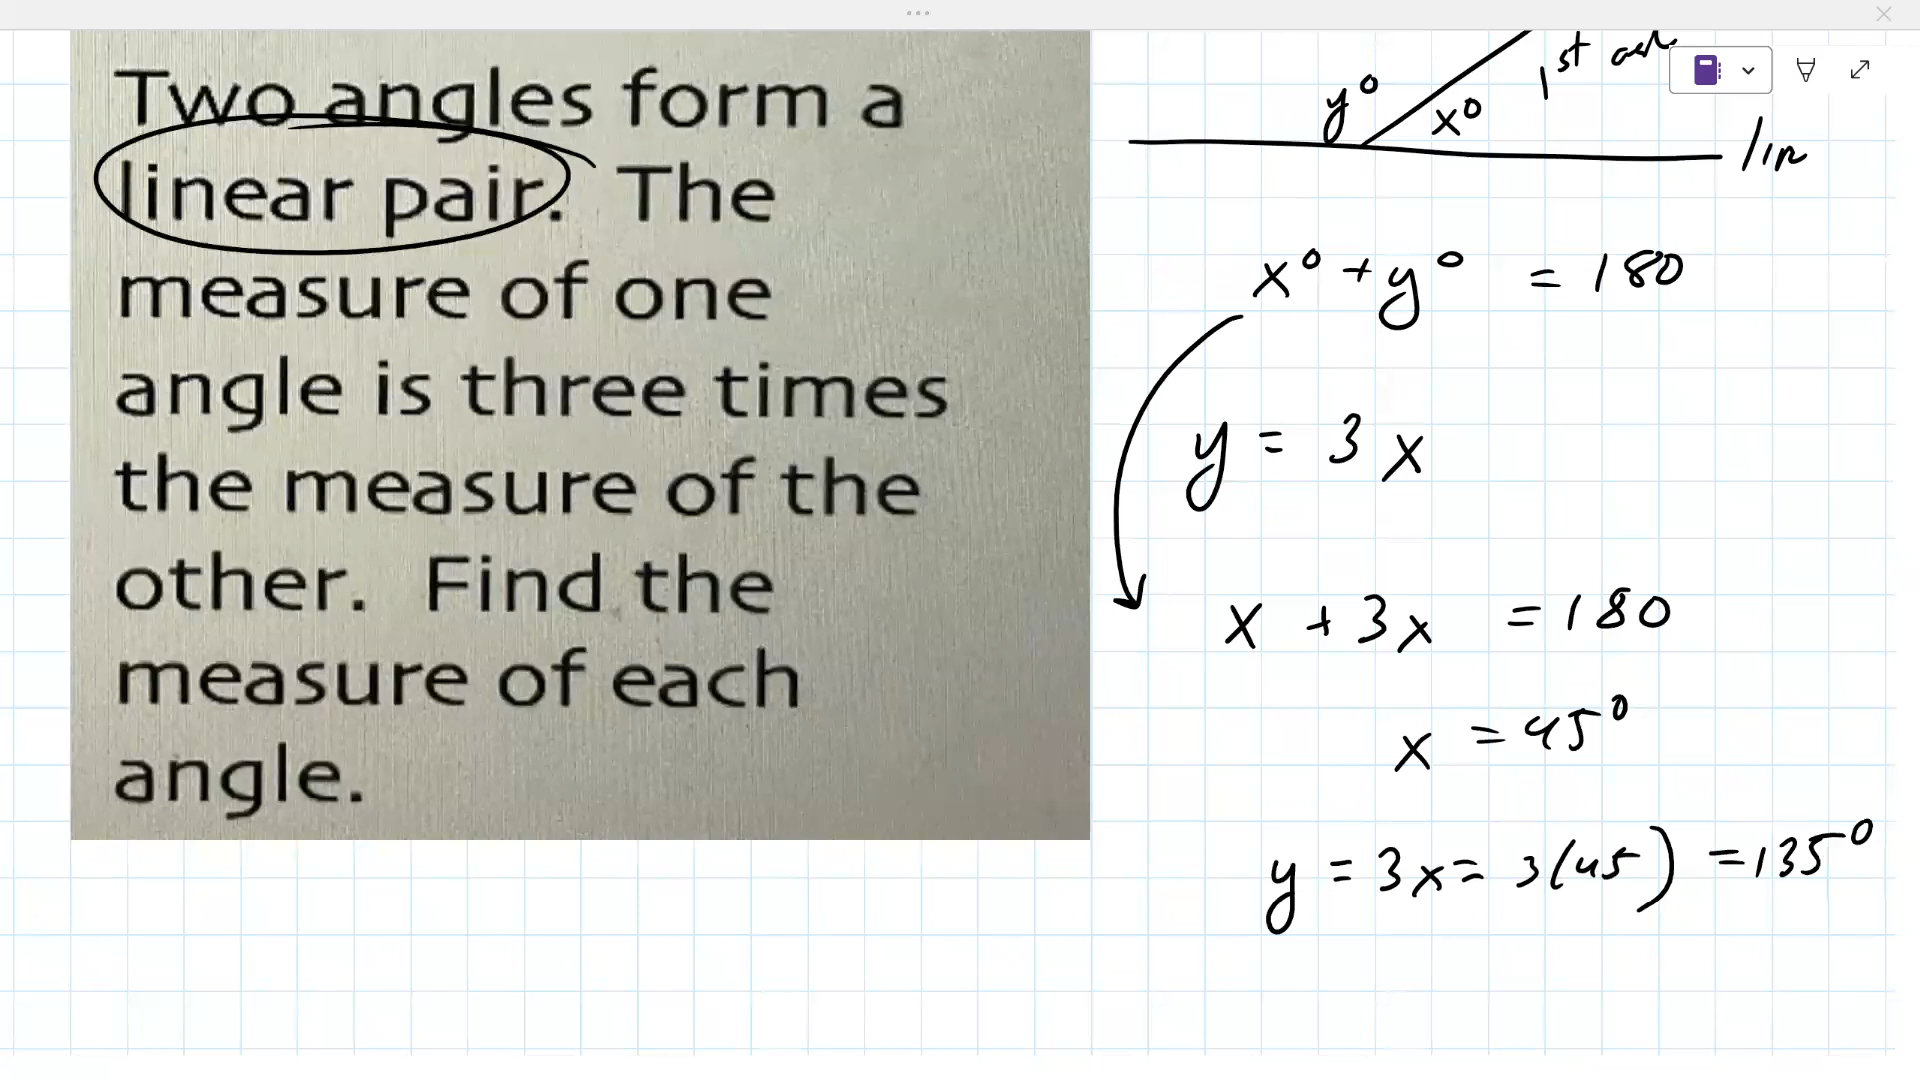 Two angles form a
linear pair. The
measure of one
angle is three times
the measure of the
other. Find the
measure of each
angle.
1st
y° x°
x° + y° = 180
y = 3x
x + 3x = 180
x = 45°
y = 3x = 3(45) = 135°